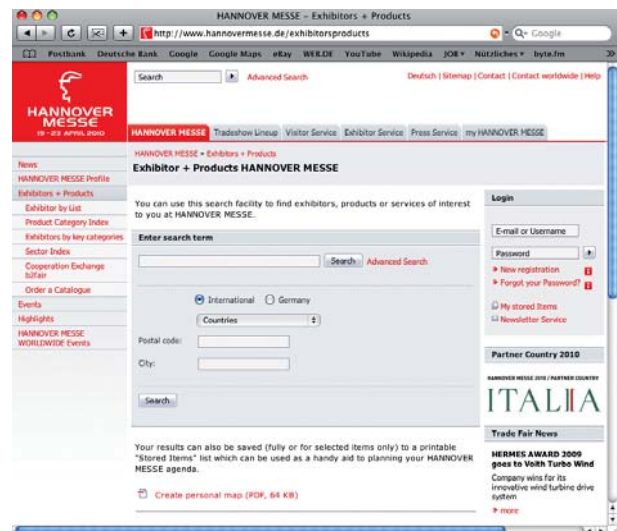 HANNOVER MESSE – Exhibitors + Products
http://www.hannovermesse.de/exhibitorsproducts
Google
Postbank Deutsche Bank Google Google Maps eBay WEB.DE YouTube Wikipedia JOB Nützliches byte.fm
Search Advanced Search
Deutsch | Sitemap | Contact | Contact worldwide | Help
HANNOVER
MESSE
19 - 23 APRIL 2010
HANNOVER MESSE Tradeshow Lineup Visitor Service Exhibitor Service Press Service my HANNOVER MESSE
News
HANNOVER MESSE Profile
Exhibitors + Products
Exhibitor by List
Product Category Index
Exhibitors by key categories
Sector Index
Cooperation Exchange
b2fair
Order a Catalogue
Events
Highlights
HANNOVER MESSE
WORLDWIDE Events
HANNOVER MESSE Exhibitors + Products
Exhibitor + Products HANNOVER MESSE
You can use this search facility to find exhibitors, products or services of interest
to you at HANNOVER MESSE.
Enter search term
Search Advanced Search
International Germany
Countries
Postal code:
City:
Search
Your results can also be saved (fully or for selected items only) to a printable
"Stored Items" list which can be used as a handy aid to planning your HANNOVER
MESSE agenda.
Create personal map (PDF, 64 KB)
Login
E-mail or Username
Password
New registration
Forgot your Password?
My stored Items
Newsletter Service
Partner Country 2010
HANNOVER MESSE 2010 / PARTNER COUNTRY
ITALIA
Trade Fair News
HERMES AWARD 2009
goes to Voith Turbo Wind
Company wins for its
innovative wind turbine drive
system
more